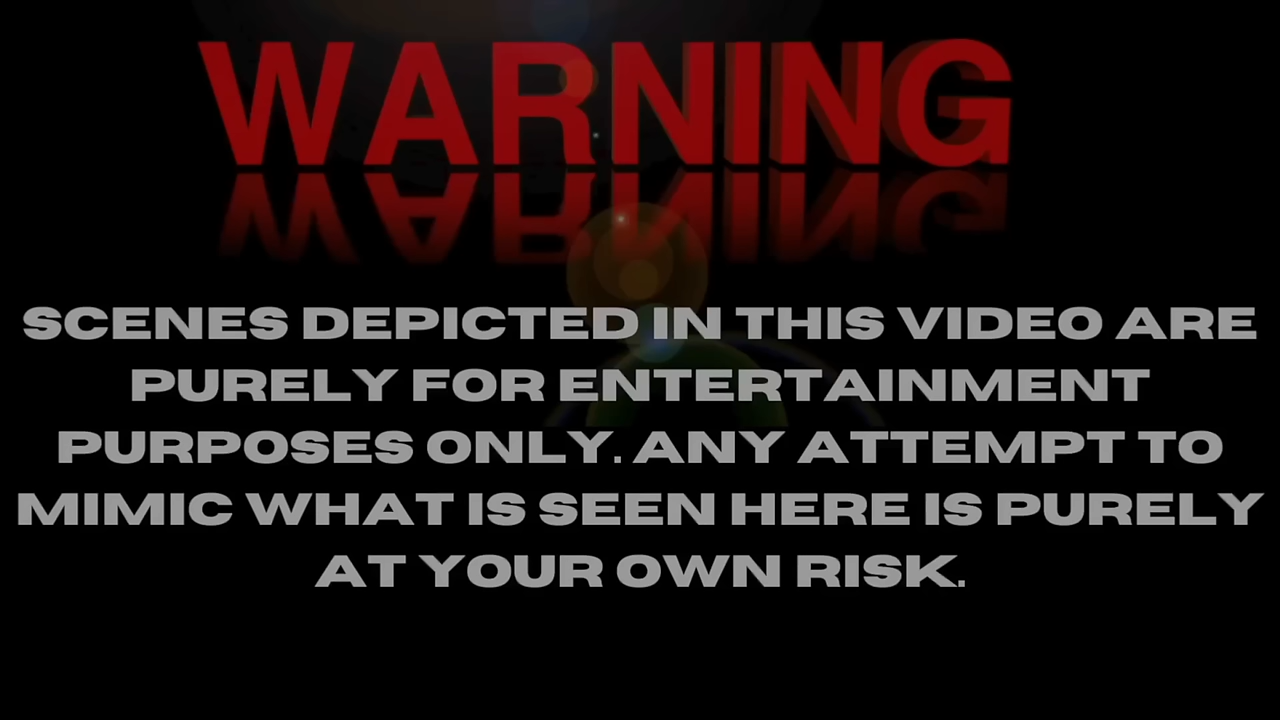 WARNING
SCENES DEPICTED IN THIS VIDEO ARE
PURELY FOR ENTERTAINMENT
PURPOSES ONLY. ANY ATTEMPT TO
MIMIC WHAT IS SEEN HERE IS PURELY
AT YOUR OWN RISK.